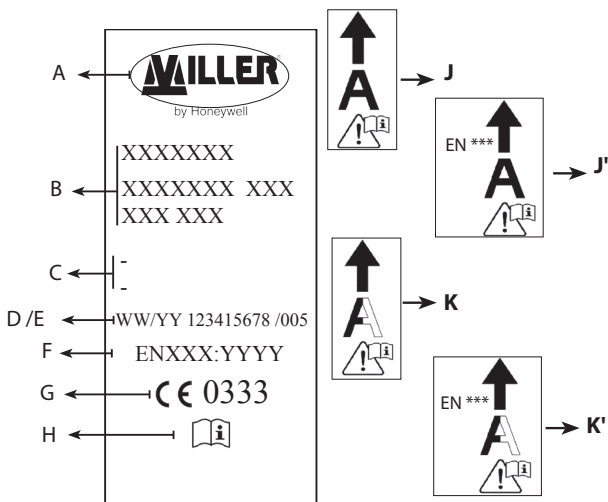 A
MILLER
by Honeywell
B
XXXXXXX
XXXXXXX XXX
XXX XXX
C
-
-
D /E
WW/YY 123415678 /005
F
ENXXX:YYYY
G
CE 0333
H
i
A
i
J
EN ***
A
i
J'
A
i
K
EN ***
A
i
K'